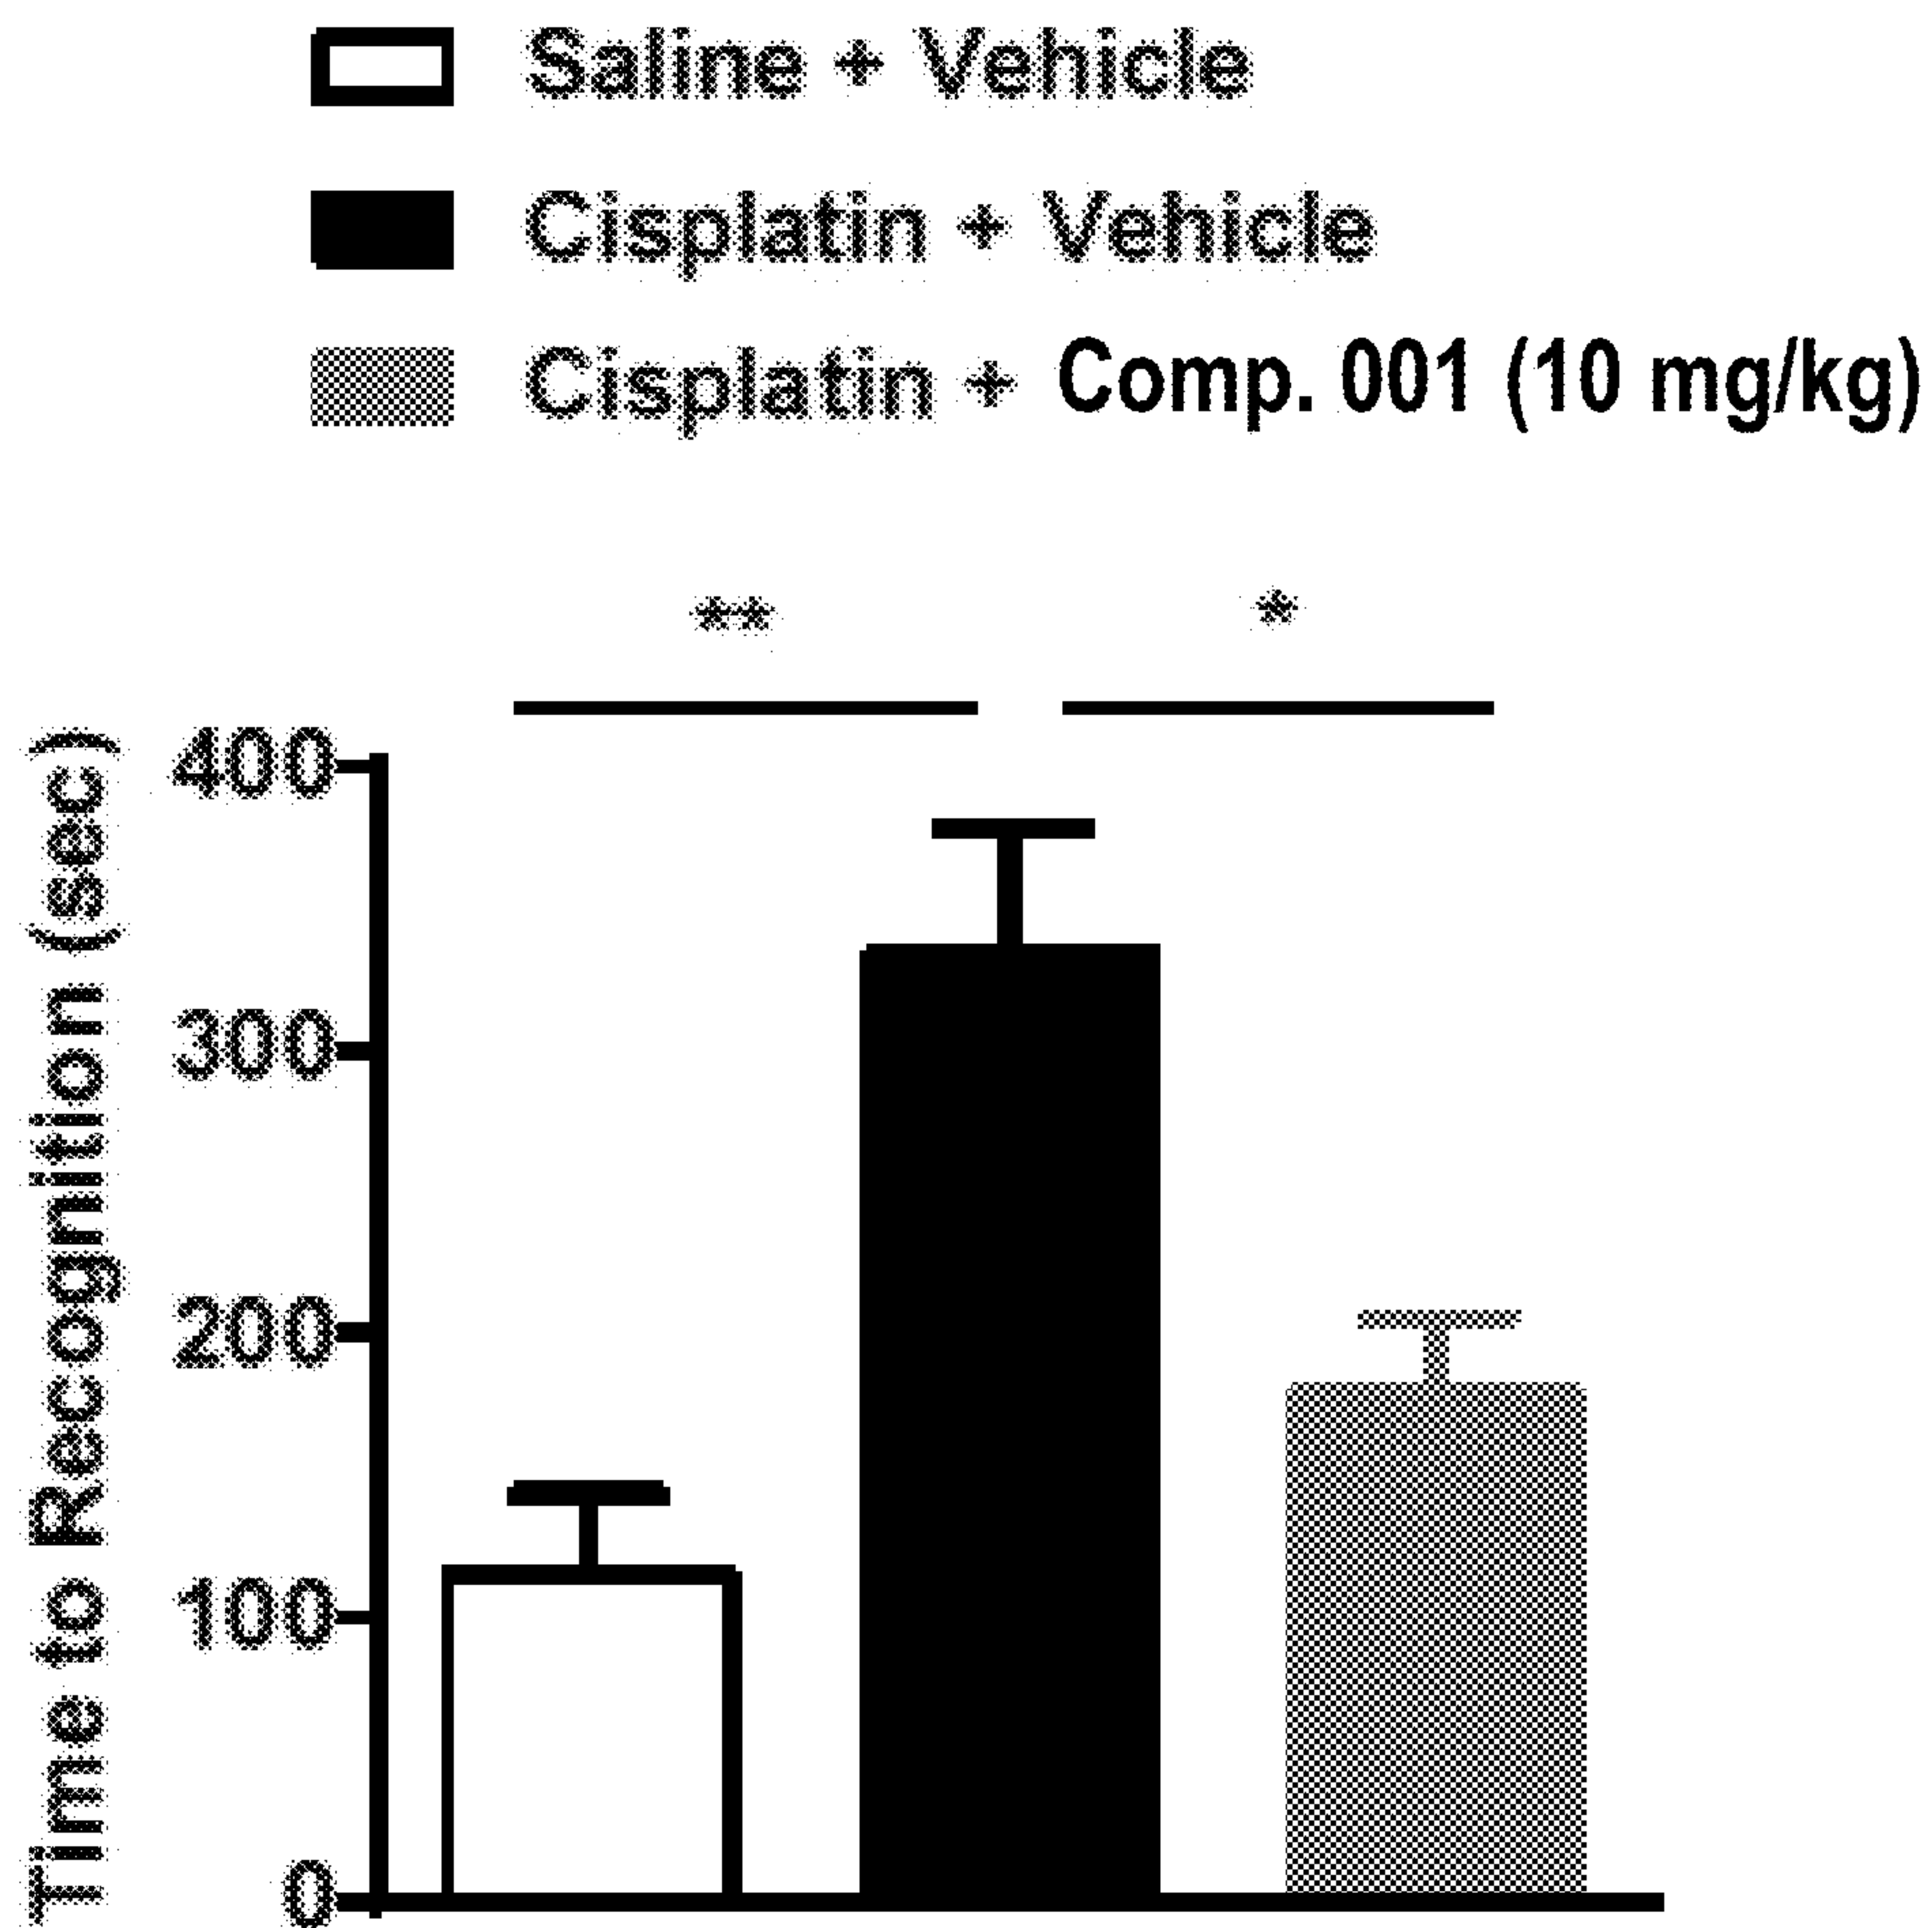 Saline + Vehicle
Cisplatin + Vehicle
Cisplatin + Comp. 001 (10 mg/kg)
** *
Time to Recognition (sec)
400
300
200
100
0